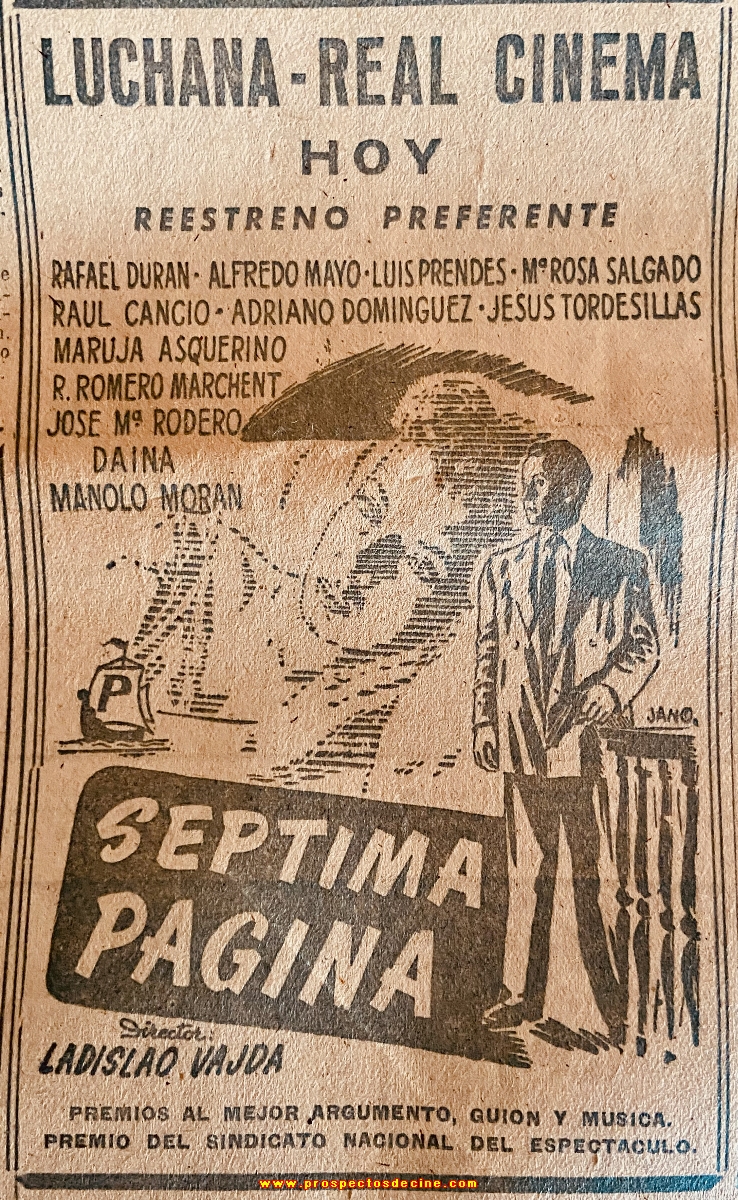 LUCHANA-REAL CINEMA
HOY
REESTRENO PREFERENTE
RAFAEL DURAN · ALFREDO MAYO · LUIS PRENDES · Mª ROSA SALGADO
RAUL CANCIO · ADRIANO DOMINGUEZ · JESUS TORDESILLAS
MARUJA ASQUERINO
R. ROMERO MARCHENT
JOSE Mª RODERO
DAINA
MANOLO MORAN
P
JANO.
SEPTIMA
PAGINA
Director:
LADISLAO VAJDA
PREMIOS AL MEJOR ARGUMENTO, GUION Y MUSICA.
PREMIO DEL SINDICATO NACIONAL DEL ESPECTACULO.
www.prospectosdecine.com